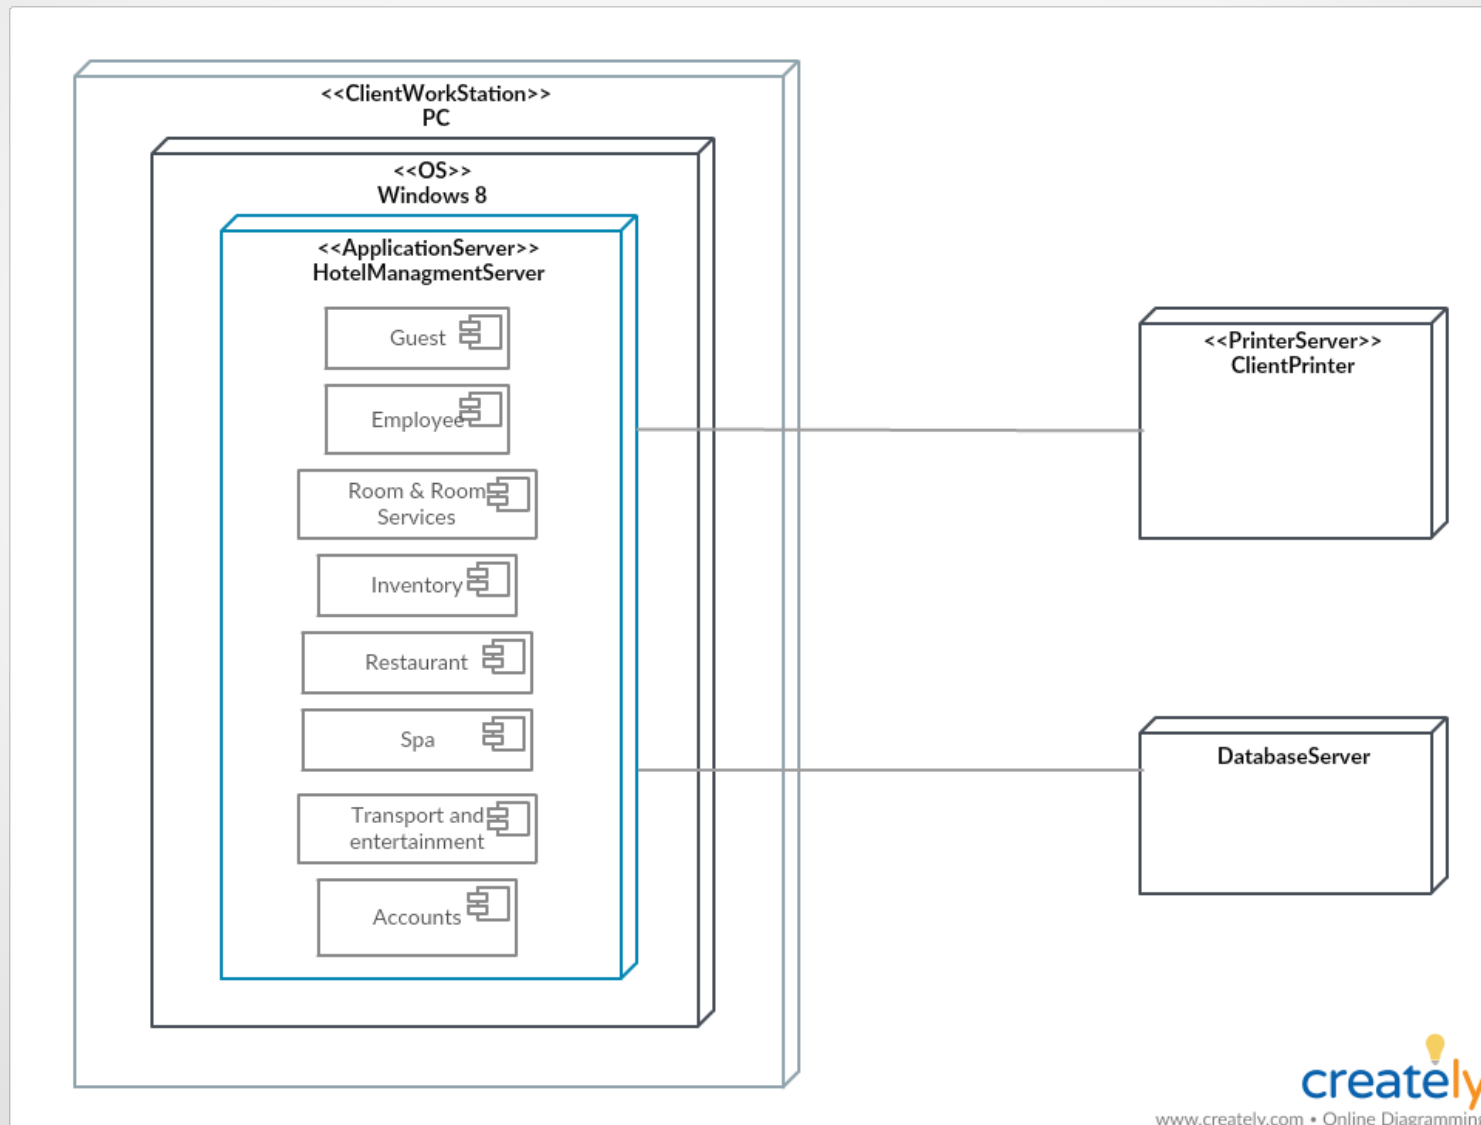 <<ClientWorkStation>>
PC
<<OS>>
Windows 8
<<ApplicationServer>>
HotelManagmentServer
Guest
Employee
Room & Room
Services
Inventory
Restaurant
Spa
Transport and
entertainment
Accounts
<<PrinterServer>>
ClientPrinter
DatabaseServer
creately
www.creately.com • Online Diagramming